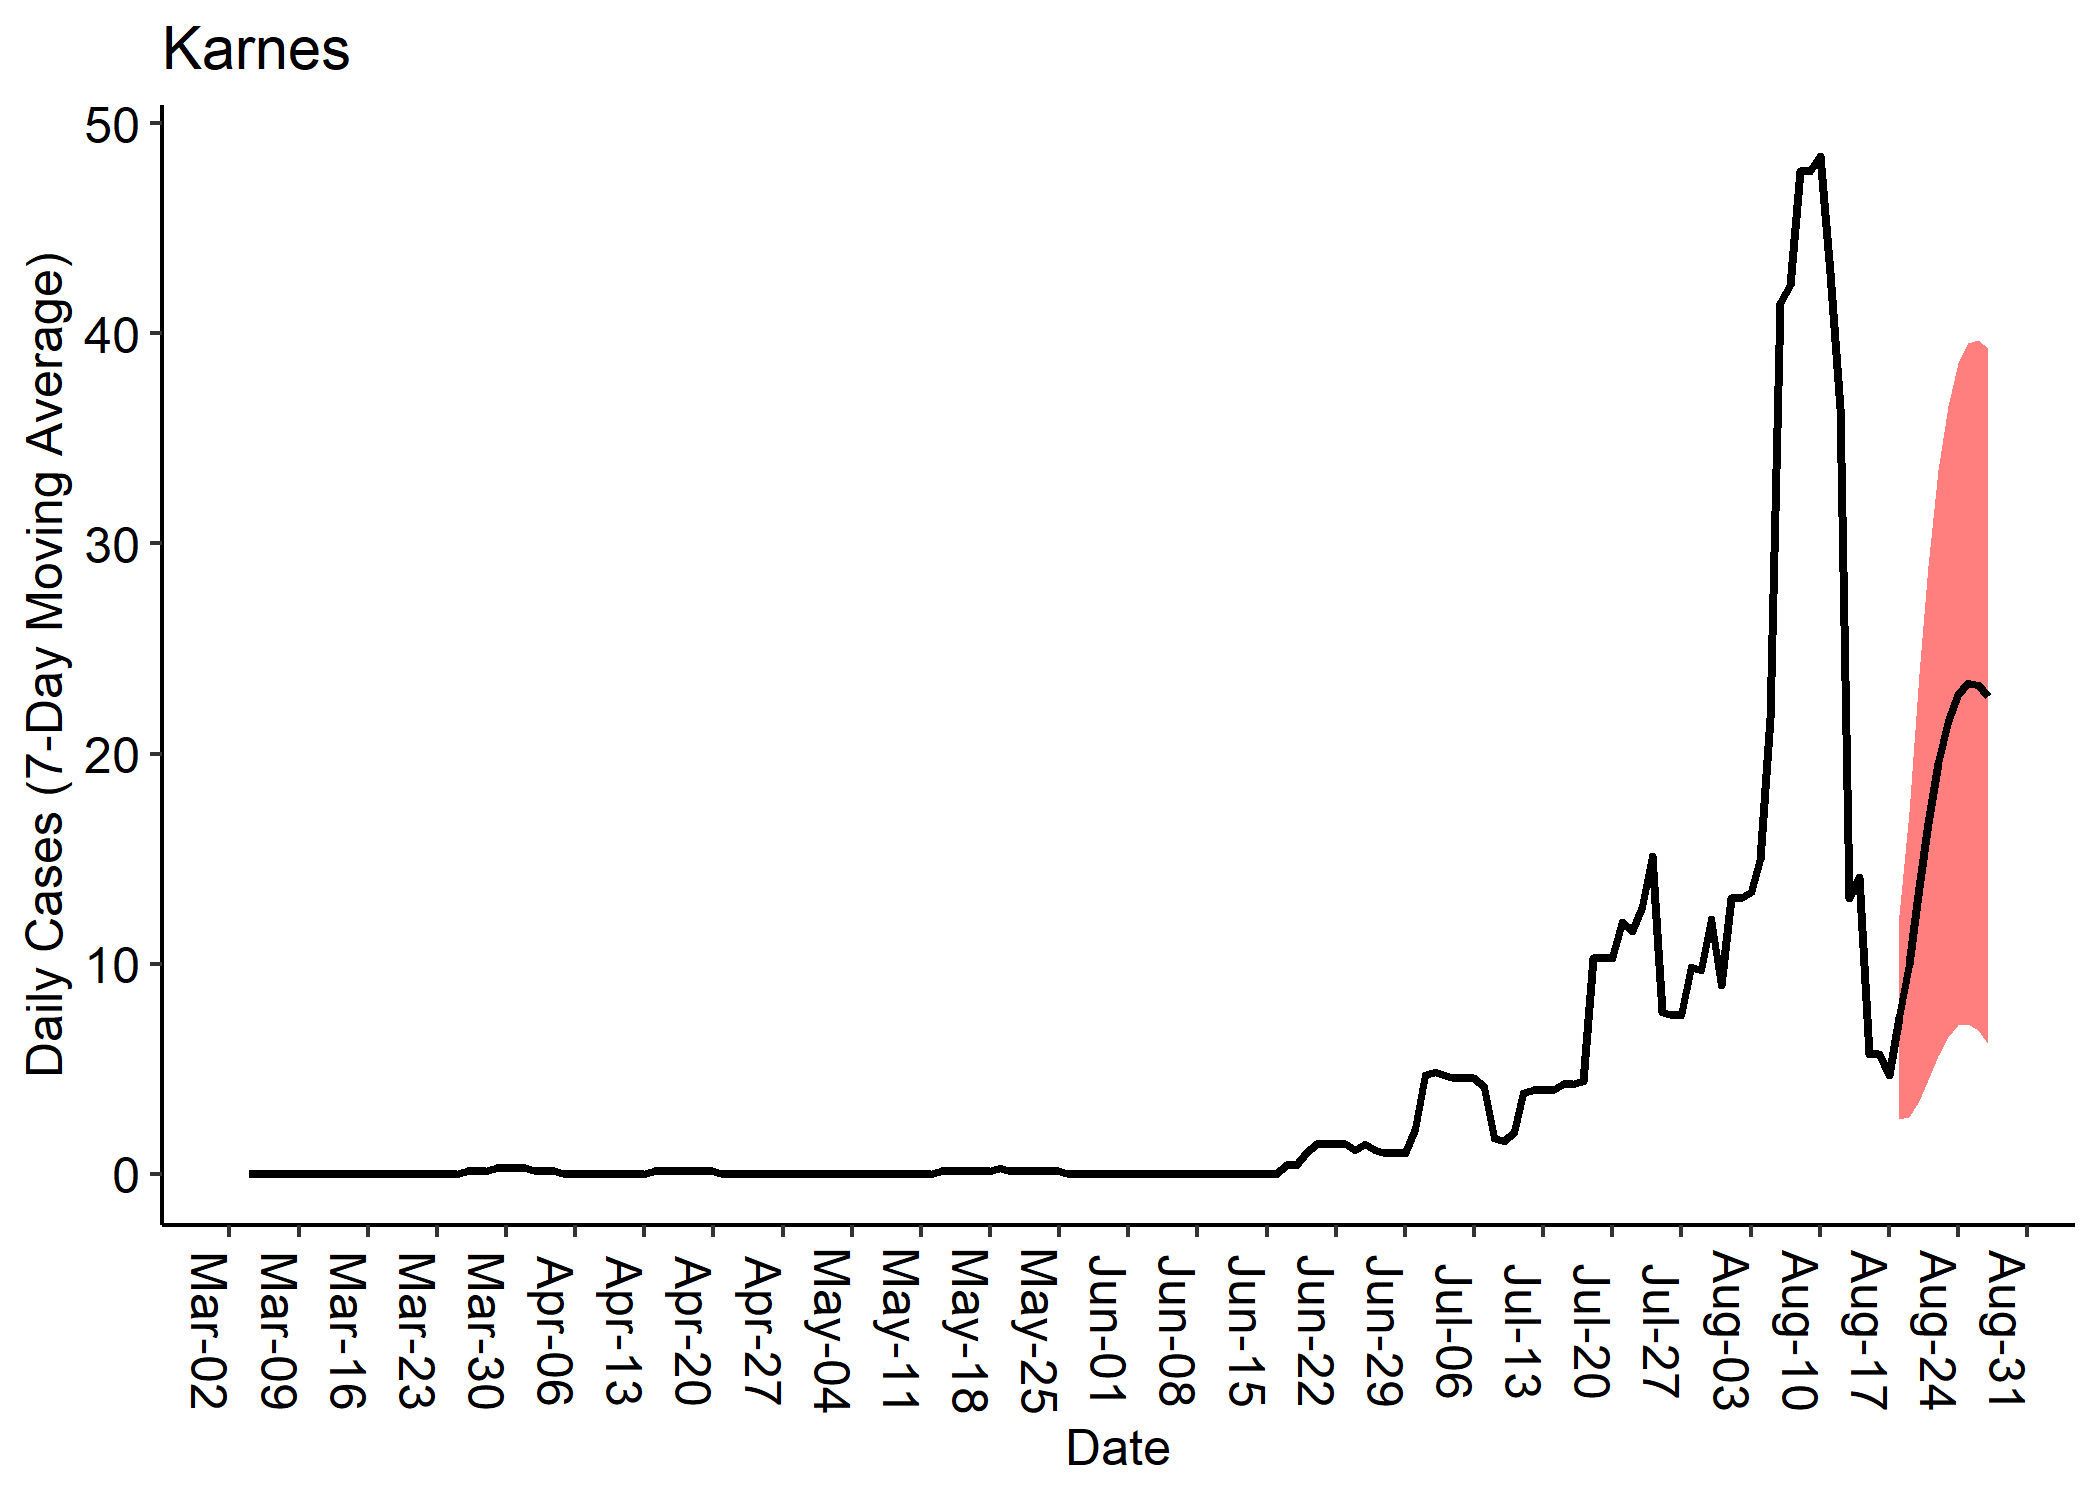 Karnes
Daily Cases (7-Day Moving Average)
50
40
30
20
10
0
Mar-02
Mar-09
Mar-16
Mar-23
Mar-30
Apr-06
Apr-13
Apr-20
Apr-27
May-04
May-11
May-18
May-25
Jun-01
Jun-08
Jun-15
Jun-22
Jun-29
Jul-06
Jul-13
Jul-20
Jul-27
Aug-03
Aug-10
Aug-17
Aug-24
Aug-31
Date